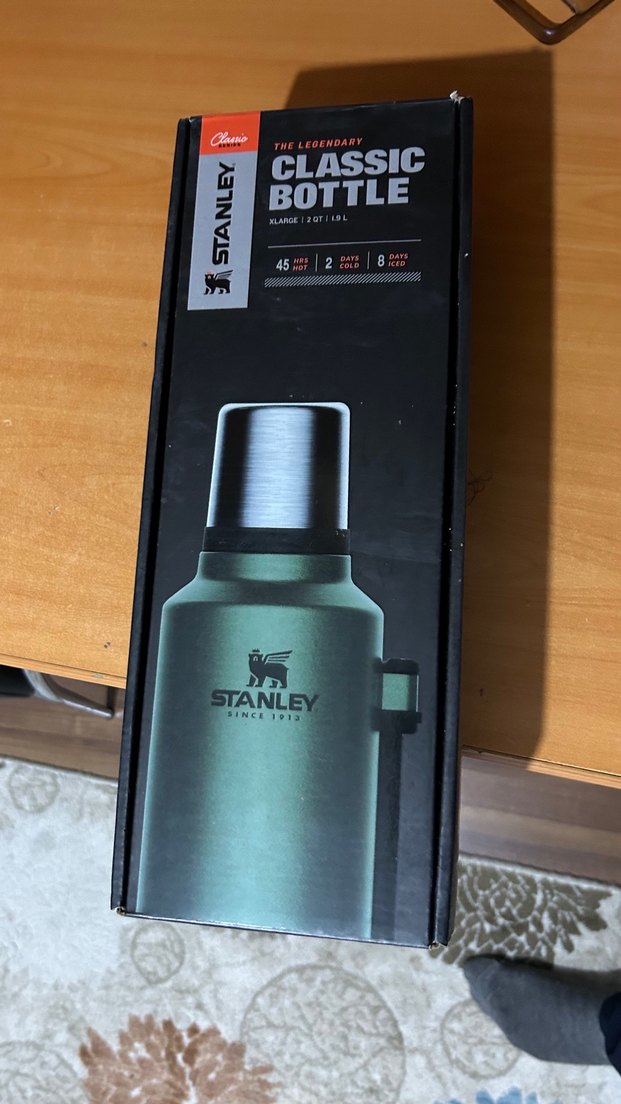 Classic
SERIES
STANLEY
THE LEGENDARY
CLASSIC
BOTTLE
XLARGE | 2 QT | 1.9 L
45 HRS HOT | 2 DAYS COLD | 8 DAYS ICED
STANLEY
SINCE 1913